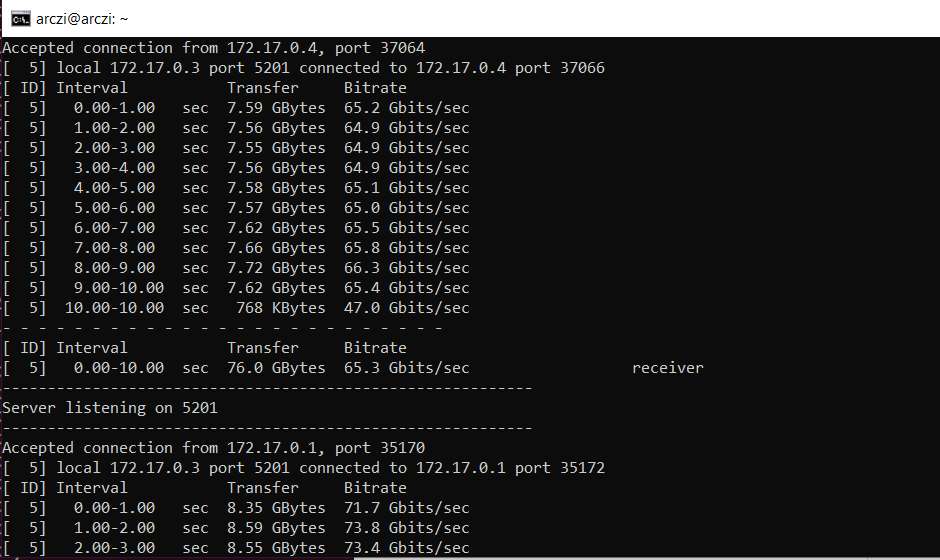 arczi@arczi: ~
Accepted connection from 172.17.0.4, port 37064
[  5] local 172.17.0.3 port 5201 connected to 172.17.0.4 port 37066
[ ID] Interval           Transfer     Bitrate
[  5]   0.00-1.00   sec  7.59 GBytes  65.2 Gbits/sec
[  5]   1.00-2.00   sec  7.56 GBytes  64.9 Gbits/sec
[  5]   2.00-3.00   sec  7.55 GBytes  64.9 Gbits/sec
[  5]   3.00-4.00   sec  7.56 GBytes  64.9 Gbits/sec
[  5]   4.00-5.00   sec  7.58 GBytes  65.1 Gbits/sec
[  5]   5.00-6.00   sec  7.57 GBytes  65.0 Gbits/sec
[  5]   6.00-7.00   sec  7.62 GBytes  65.5 Gbits/sec
[  5]   7.00-8.00   sec  7.66 GBytes  65.8 Gbits/sec
[  5]   8.00-9.00   sec  7.72 GBytes  66.3 Gbits/sec
[  5]   9.00-10.00  sec  7.62 GBytes  65.4 Gbits/sec
[  5]  10.00-10.00  sec   768 KBytes  47.0 Gbits/sec
- - - - - - - - - - - - - - - - - - - - - - - - -
[ ID] Interval           Transfer     Bitrate
[  5]   0.00-10.00  sec  76.0 GBytes  65.3 Gbits/sec                  receiver
-----------------------------------------------------------
Server listening on 5201
-----------------------------------------------------------
Accepted connection from 172.17.0.1, port 35170
[  5] local 172.17.0.3 port 5201 connected to 172.17.0.1 port 35172
[ ID] Interval           Transfer     Bitrate
[  5]   0.00-1.00   sec  8.35 GBytes  71.7 Gbits/sec
[  5]   1.00-2.00   sec  8.59 GBytes  73.8 Gbits/sec
[  5]   2.00-3.00   sec  8.55 GBytes  73.4 Gbits/sec